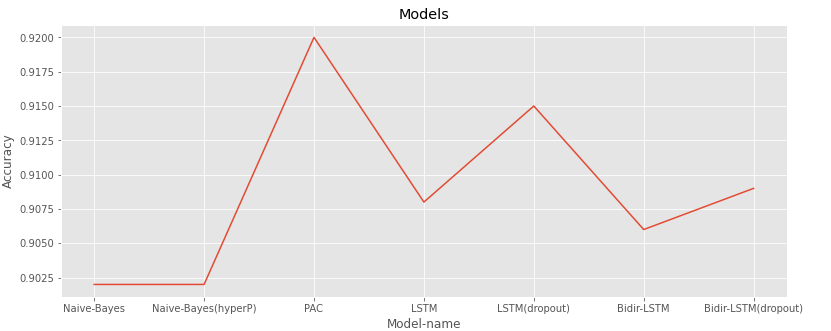 Models
Accuracy
0.9200
0.9175
0.9150
0.9125
0.9100
0.9075
0.9050
0.9025
Naive-Bayes Naive-Bayes(hyperP) PAC LSTM LSTM(dropout) Bidir-LSTM Bidir-LSTM(dropout)
Model-name